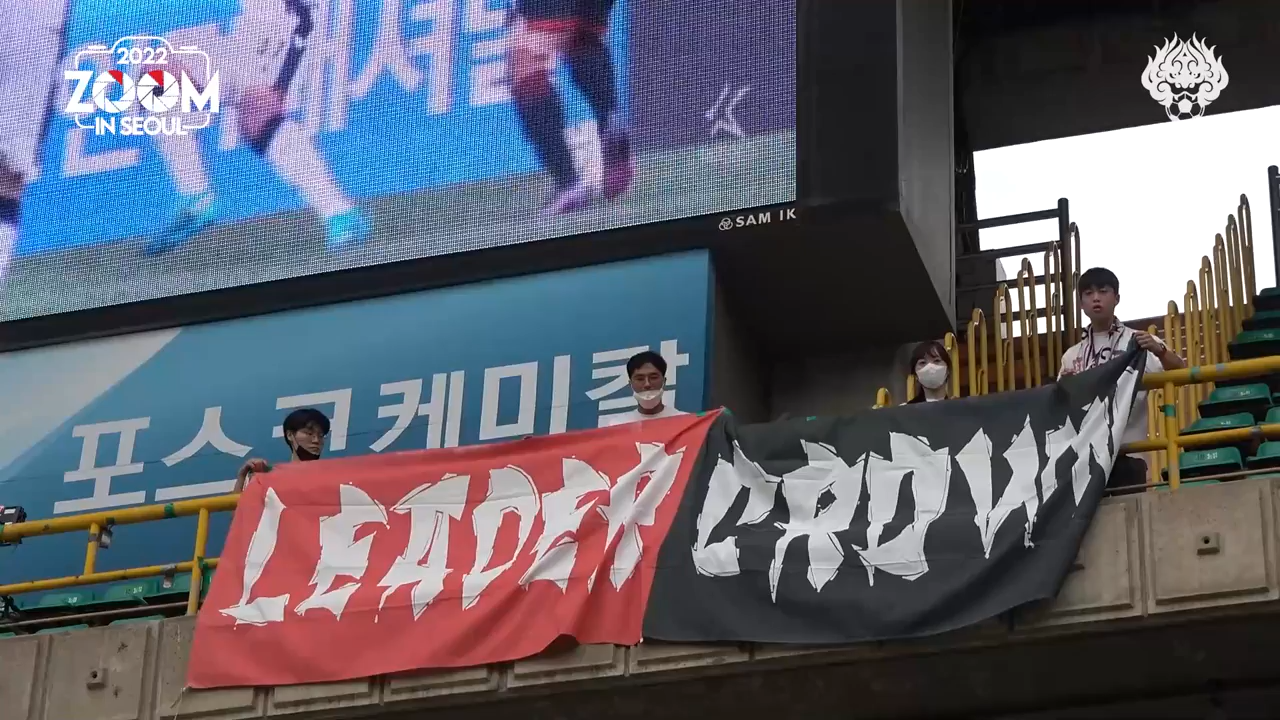 2022
ZOOM
IN SEOUL
SAM IK
포스코케미칼
LEADER CROWN